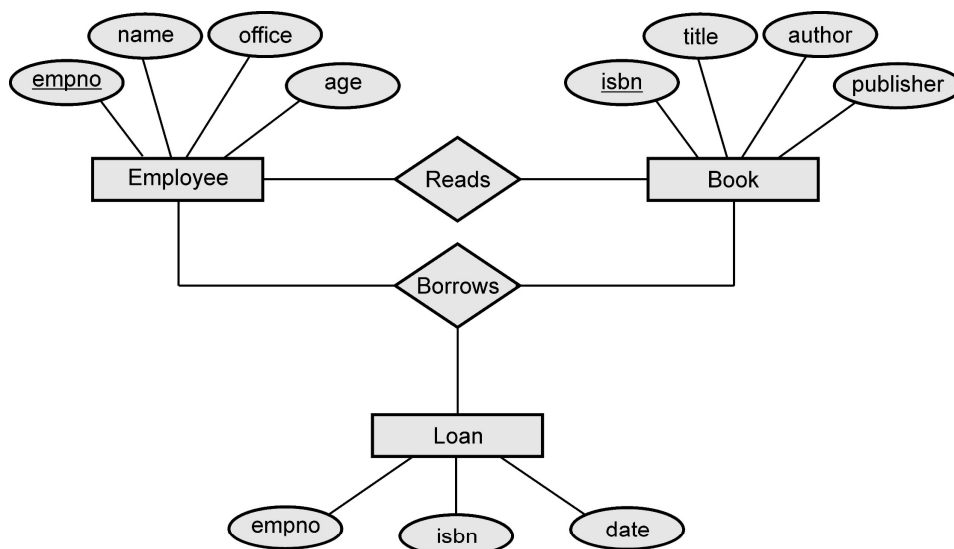 name
office
title
author
empno
age
isbn
publisher
Employee
Reads
Book
Borrows
Loan
empno
isbn
date